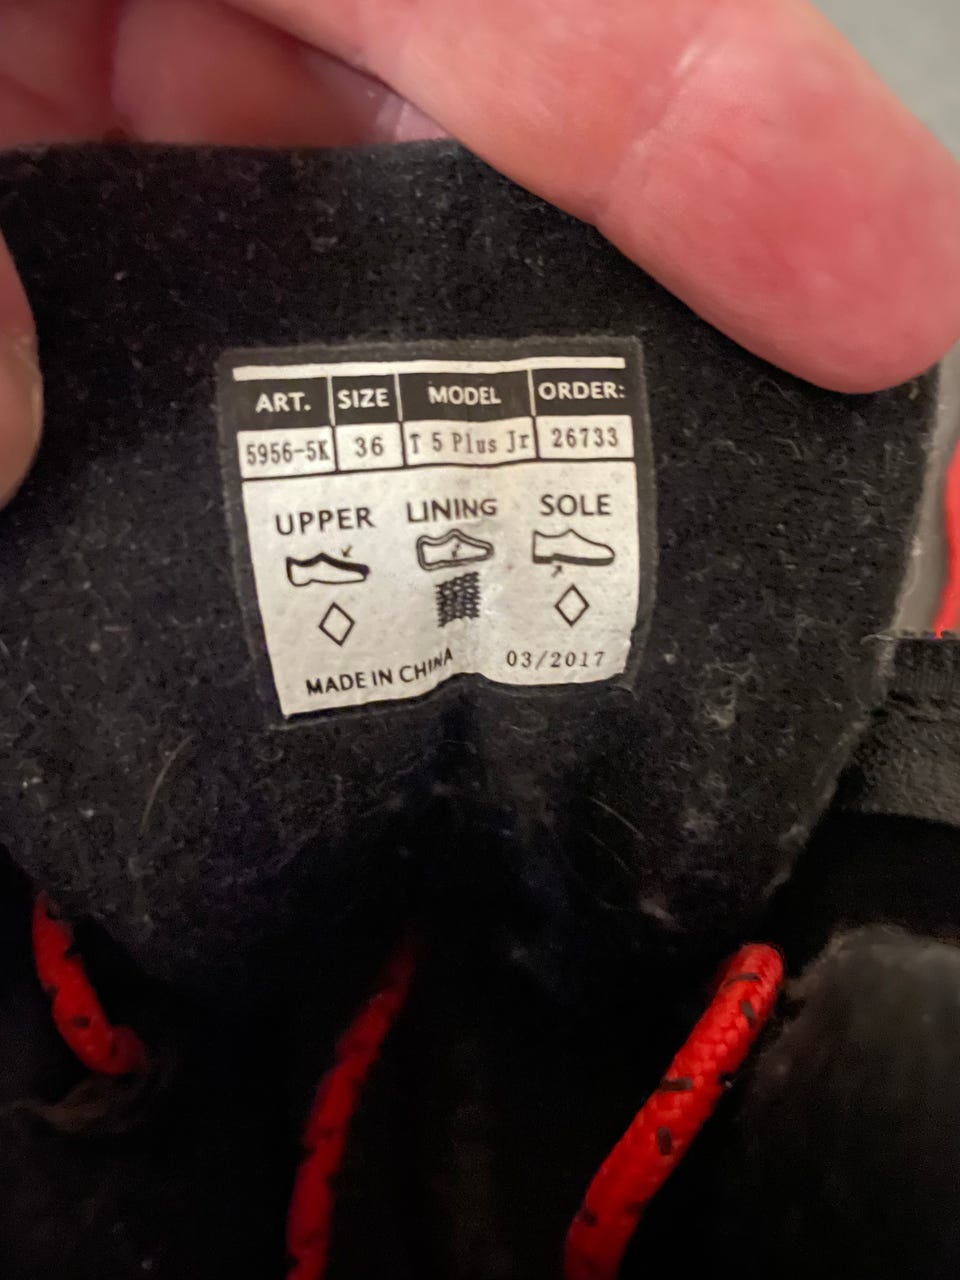 ART. SIZE MODEL ORDER:
5956-5K 36 T 5 Plus Jr 26733
UPPER LINING SOLE
MADE IN CHINA 03/2017